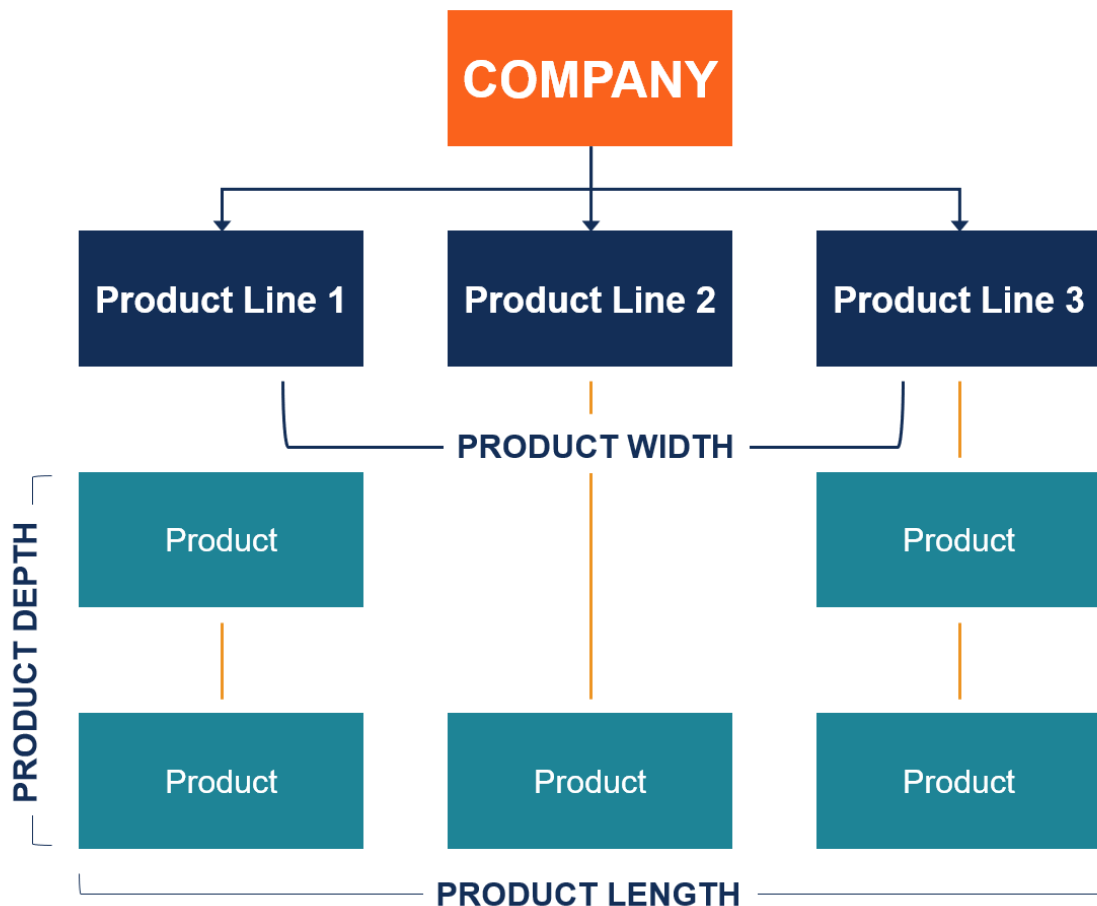 COMPANY
Product Line 1
Product Line 2
Product Line 3
PRODUCT WIDTH
PRODUCT DEPTH
Product
Product
Product
Product
Product
PRODUCT LENGTH